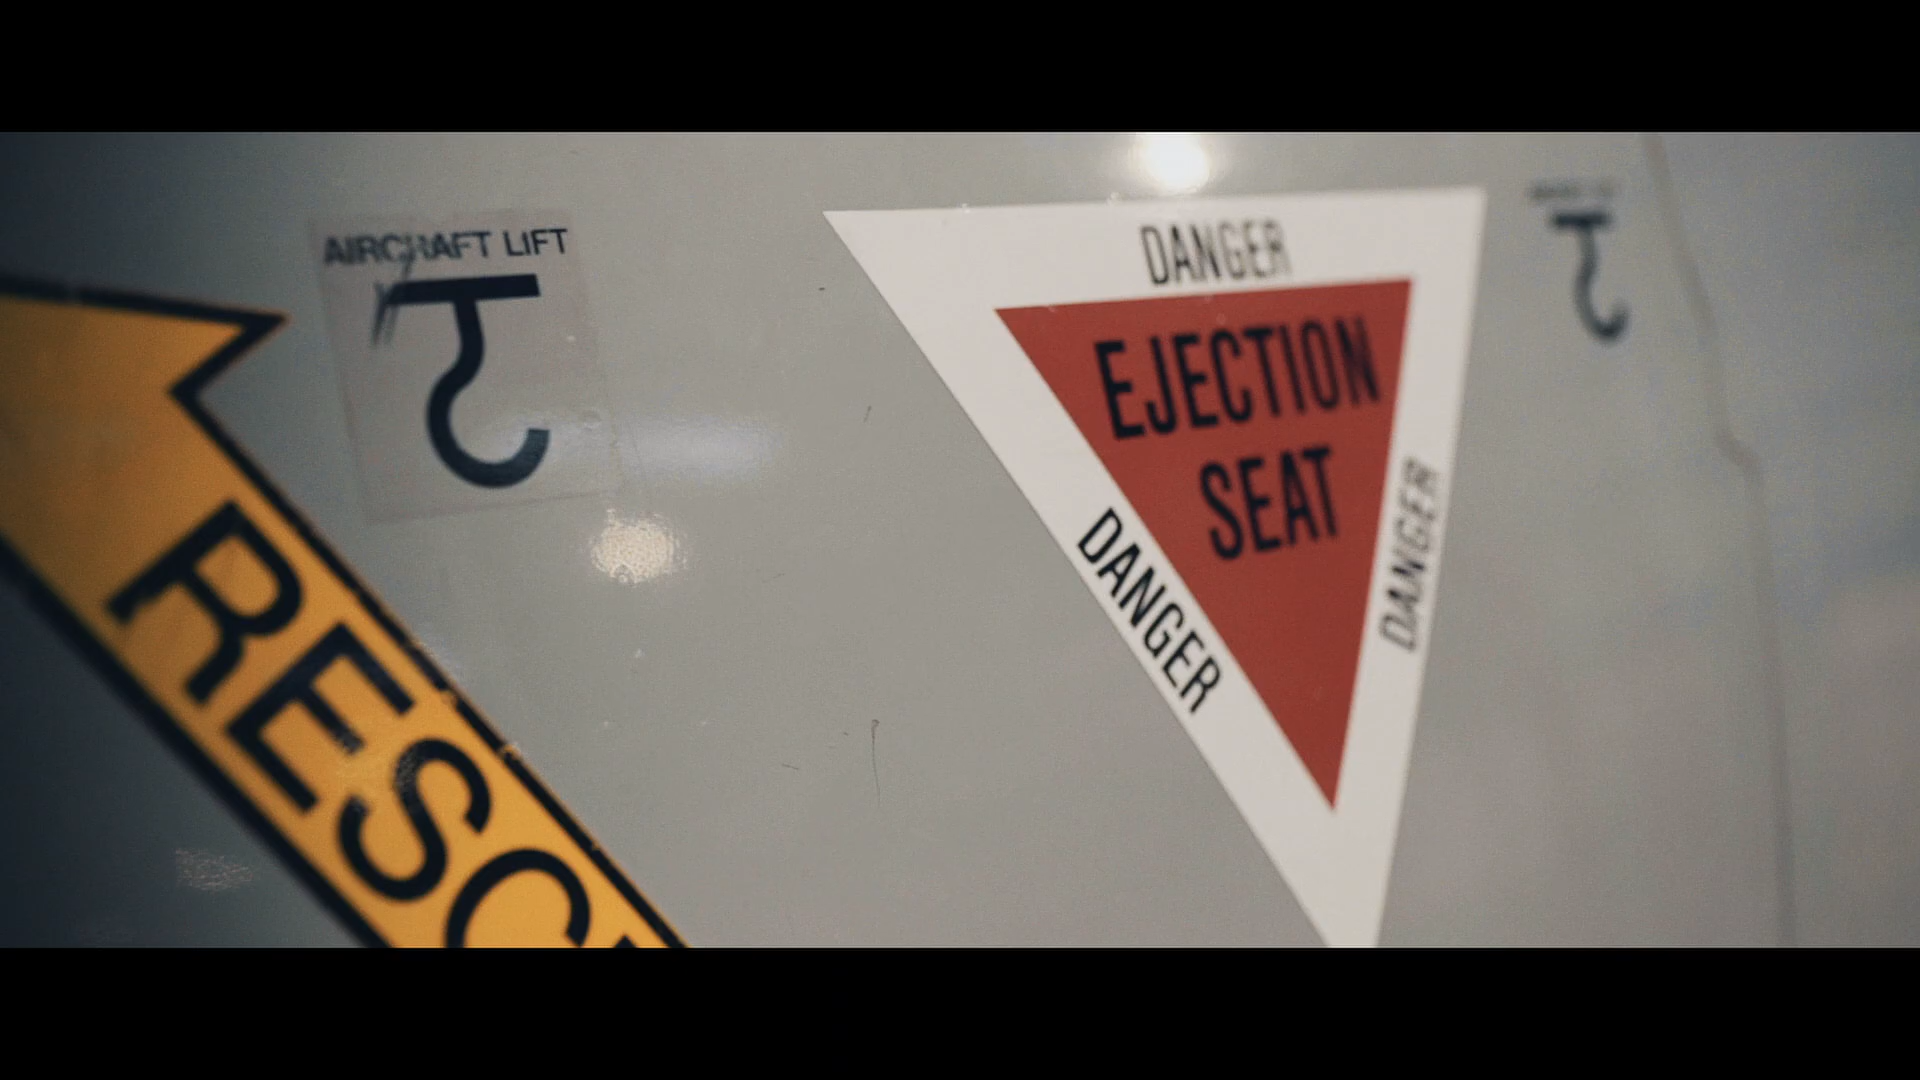 AIRCRAFT LIFT
RESC
DANGER
EJECTION
SEAT
DANGER
DANGER